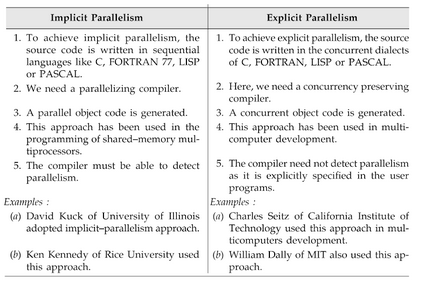 Implicit Parallelism
1. To achieve implicit parallelism, the
source code is written in sequential
languages like C, FORTRAN 77, LISP
or PASCAL.
2. We need a parallelizing compiler.
3. A parallel object code is generated.
4. This approach has been used in the
programming of shared–memory mul-
tiprocessors.
5. The compiler must be able to detect
parallelism.
Examples :
(a) David Kuck of University of Illinois
adopted implicit–parallelism approach.
(b) Ken Kennedy of Rice University used
this approach.
Explicit Parallelism
1. To achieve explicit parallelism, the source
code is written in the concurrent dialects
of C, FORTRAN, LISP or PASCAL.
2. Here, we need a concurrency preserving
compiler.
3. A concurrent object code is generated.
4. This approach has been used in multi-
computer development.
5. The compiler need not detect parallelism
as it is explicitly specified in the user
programs.
Examples :
(a) Charles Seitz of California Institute of
Technology used this approach in mul-
ticomputers development.
(b) William Dally of MIT also used this ap-
proach.